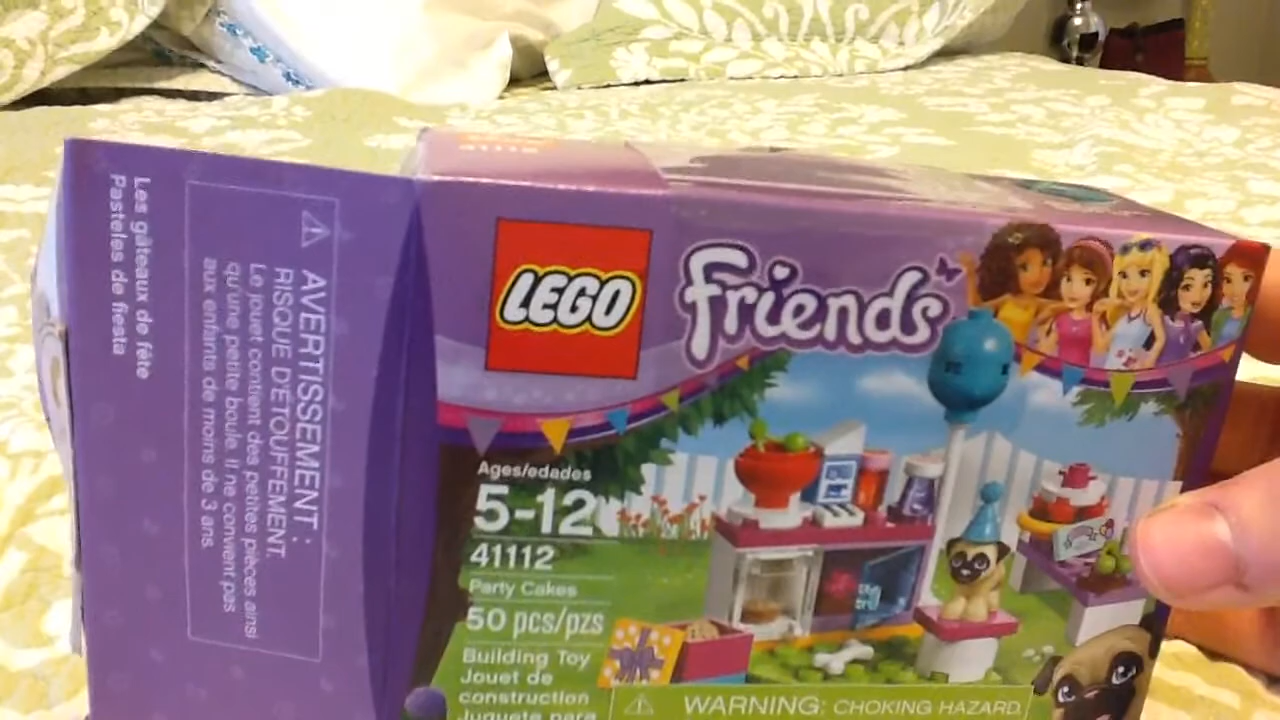 Les gâteaux de fête
Pasteles de fiesta
AVERTISSEMENT :
RISQUE D'ÉTOUFFEMENT.
Le jouet contient des petites pièces ainsi
qu'une petite boule. Il ne convient pas
aux enfants de moins de 3 ans.
LEGO
friends
Ages/edades
5-12
41112
Party Cakes
50 pcs/pzs
Building Toy
Jouet de
construction
Juguete para
WARNING: CHOKING HAZARD.